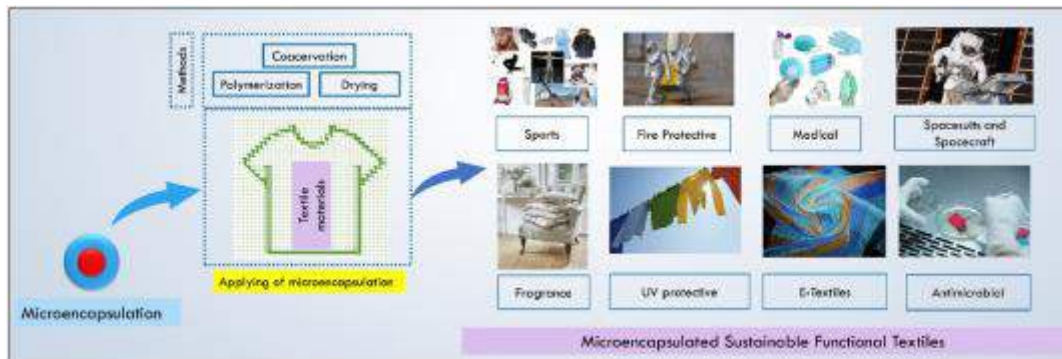 Methods
Coacervation
Polymerization
Drying
Textile
materials
Applying of microencapsulation
Microencapsulation
Sports
Fire Protective
Medical
Spacesuits and
Spacecraft
Fragrance
UV protective
E-Textiles
Antimicrobial
Microencapsulated Sustainable Functional Textiles